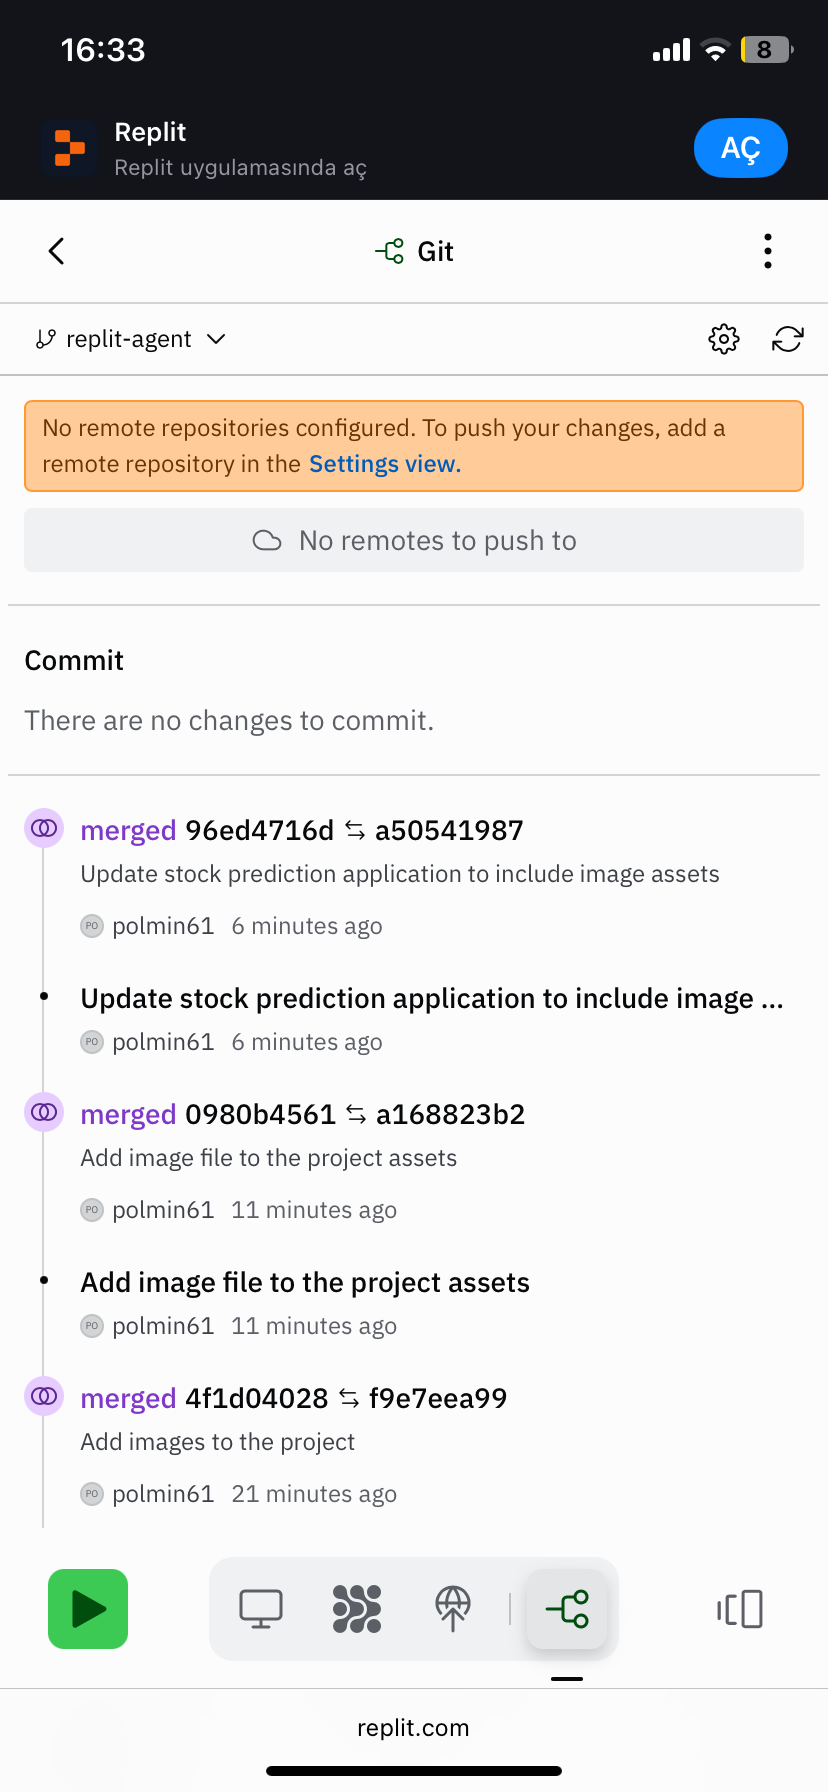 16:33
8
Replit
Replit uygulamasında aç
AÇ
Git
replit-agent
No remote repositories configured. To push your changes, add a
remote repository in the Settings view.
No remotes to push to
Commit
There are no changes to commit.
merged 96ed4716d ⇆ a50541987
Update stock prediction application to include image assets
PO polmin61 6 minutes ago
Update stock prediction application to include image ...
PO polmin61 6 minutes ago
merged 0980b4561 ⇆ a168823b2
Add image file to the project assets
PO polmin61 11 minutes ago
Add image file to the project assets
PO polmin61 11 minutes ago
merged 4f1d04028 ⇆ f9e7eea99
Add images to the project
PO polmin61 21 minutes ago
replit.com